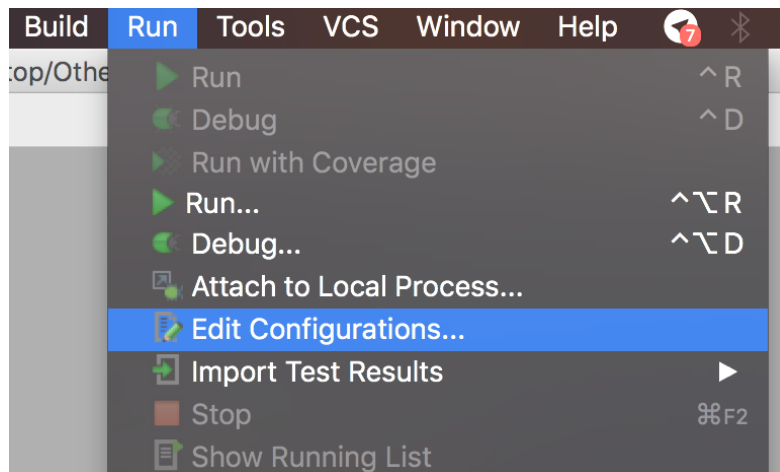 Build Run Tools VCS Window Help 7
top/Othe
Run ^ R
Debug ^ D
Run with Coverage
Run... ^⌥R
Debug... ^⌥D
Attach to Local Process...
Edit Configurations...
Import Test Results ▶
Stop ⌘F2
Show Running List